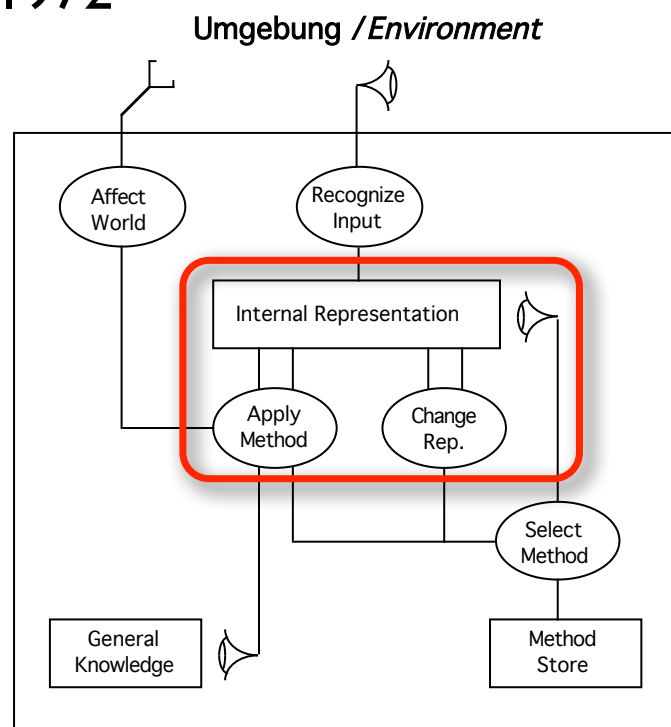 Umgebung / Environment
Affect
World
Recognize
Input
Internal Representation
Apply
Method
Change
Rep.
Select
Method
General
Knowledge
Method
Store